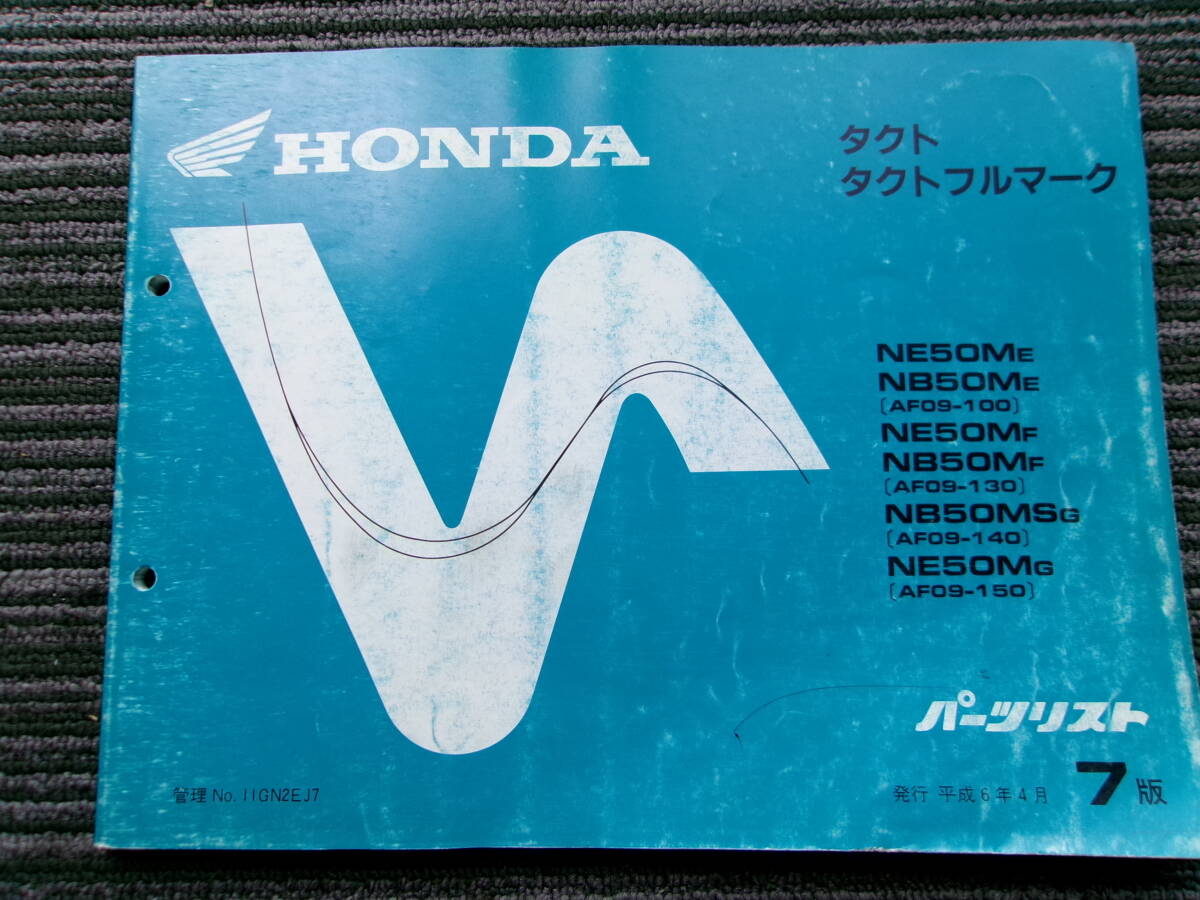 HONDA
タクト
タクトフルマーク
NE50ME
NB50ME
(AF09-100)
NE50MF
NB50MF
(AF09-130)
NB50MSG
(AF09-140)
NE50MG
(AF09-150)
パーツリスト
管理 No. 11GN2EJ7
発行 平成6年4月 7版